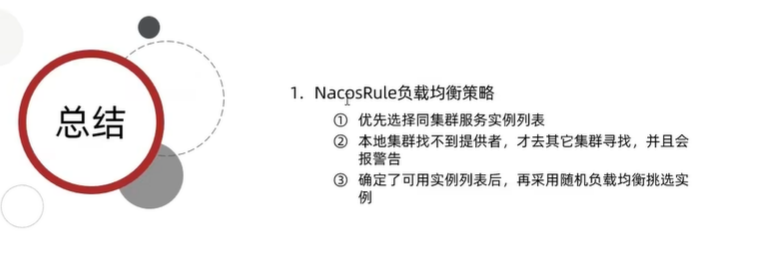 总结
1. NacosRule负载均衡策略
① 优先选择同集群服务实例列表
② 本地集群找不到提供者，才去其它集群寻找，并且会
报警告
③ 确定了可用实例列表后，再采用随机负载均衡挑选实
例